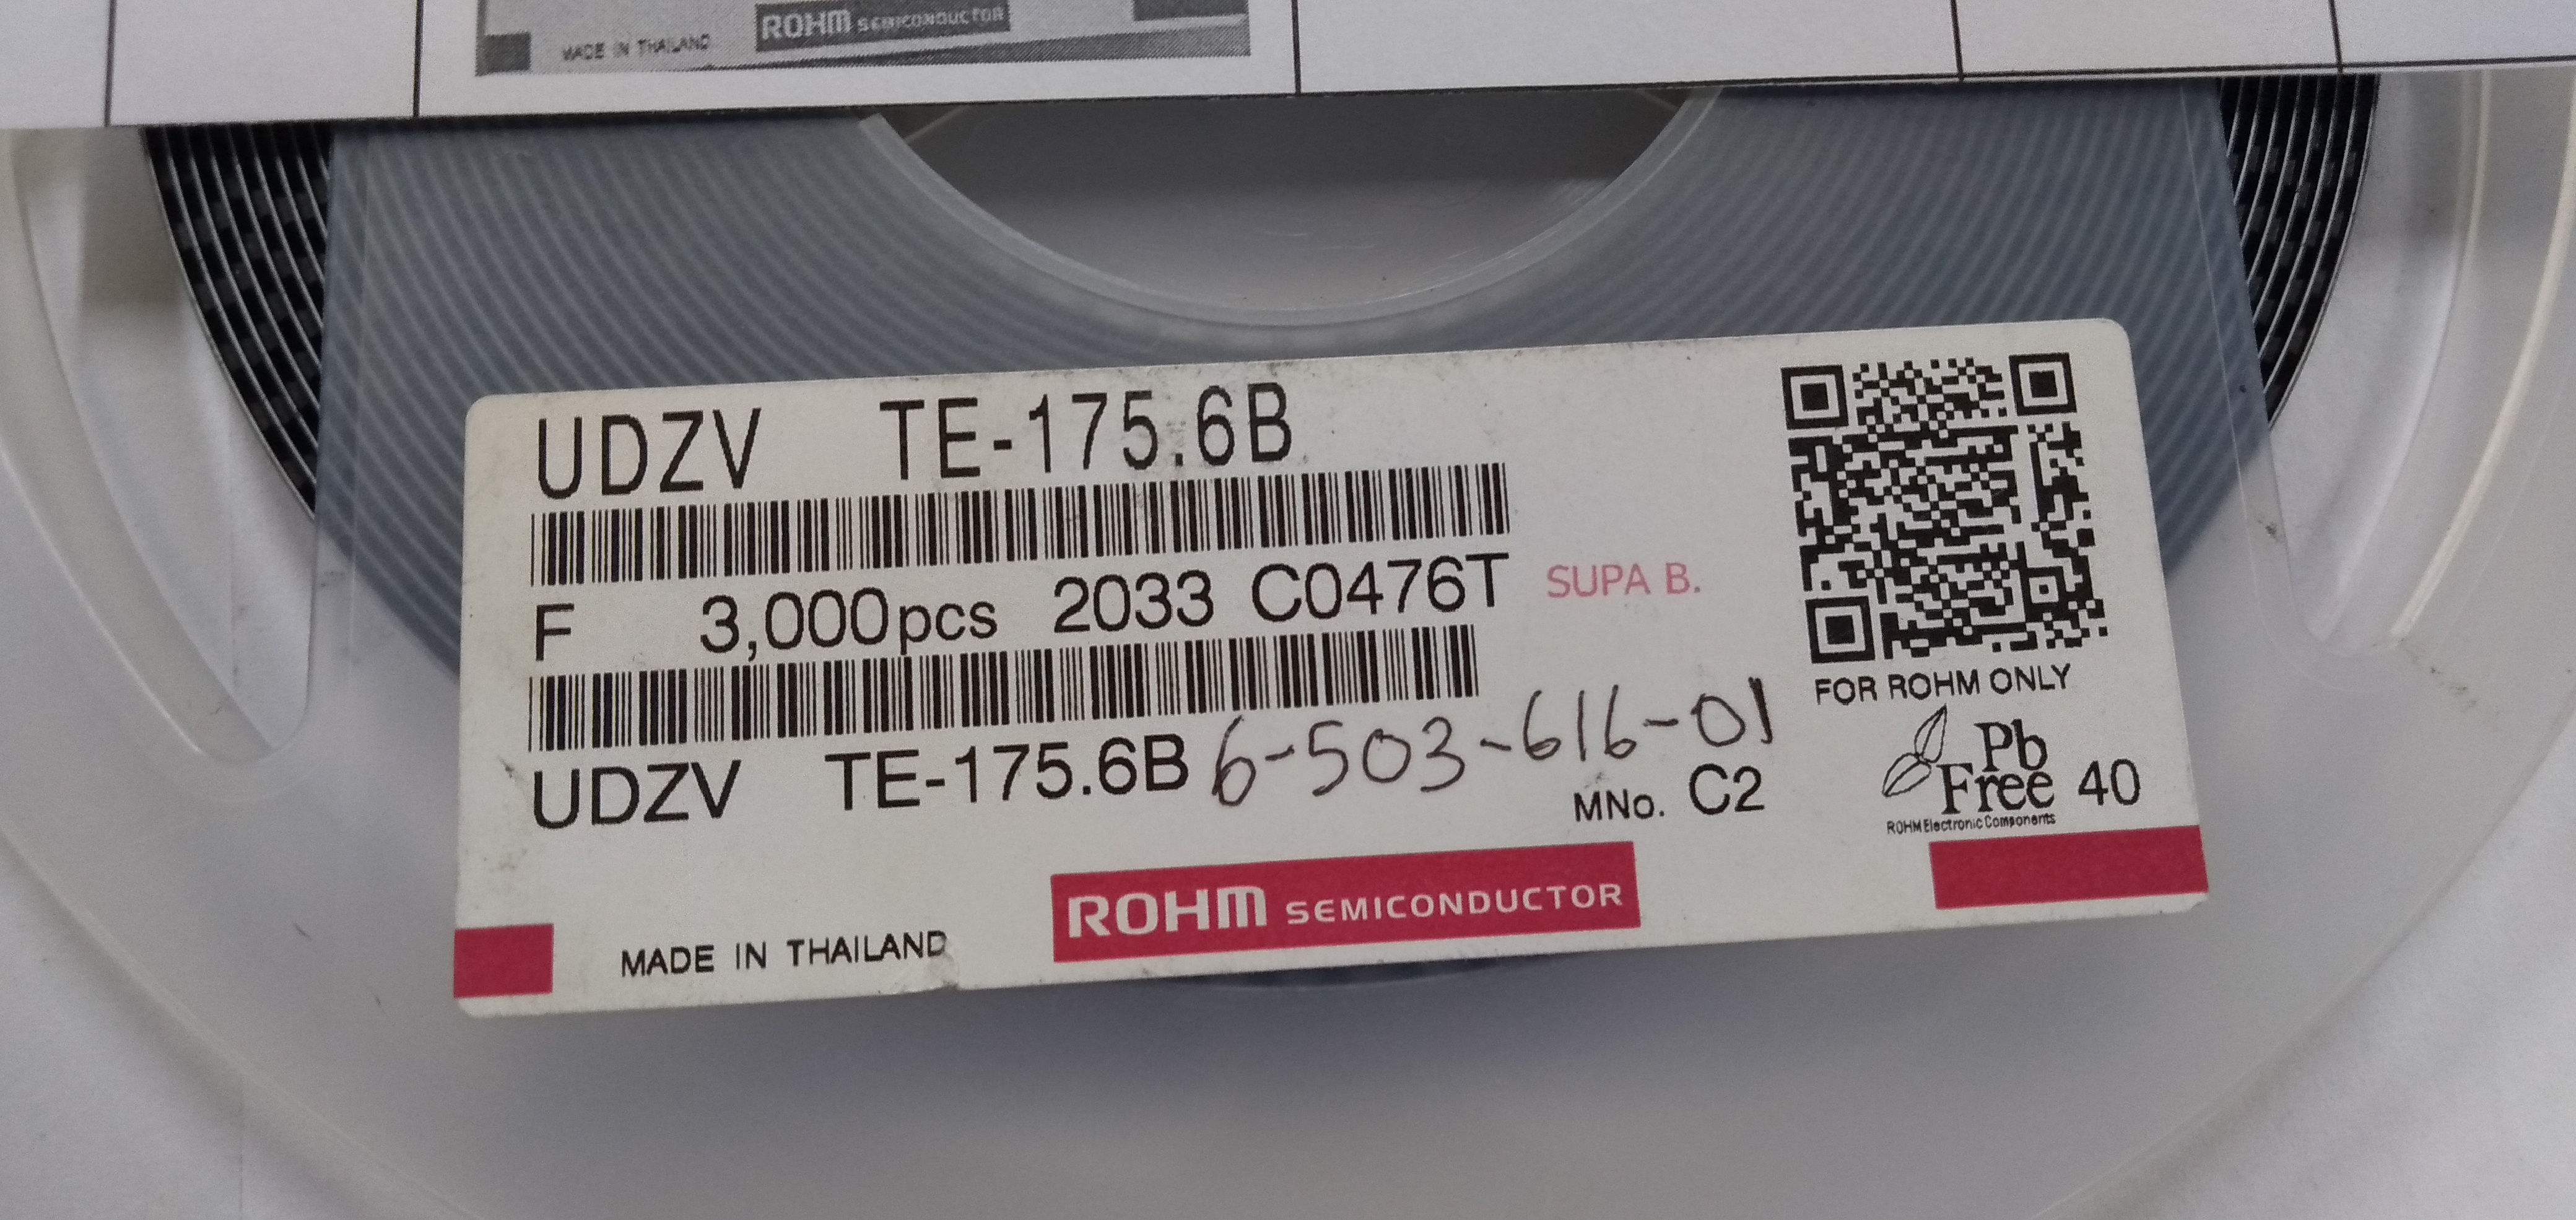 MADE IN THAILAND ROHM SEMICONDUCTOR
UDZV TE-175.6B
F 3,000pcs 2033 C0476T SUPA B.
UDZV TE-175.6B 6-503-616-01
MNo. C2
FOR ROHM ONLY
Pb
Free 40
ROHM Electronic Components
MADE IN THAILAND ROHM SEMICONDUCTOR